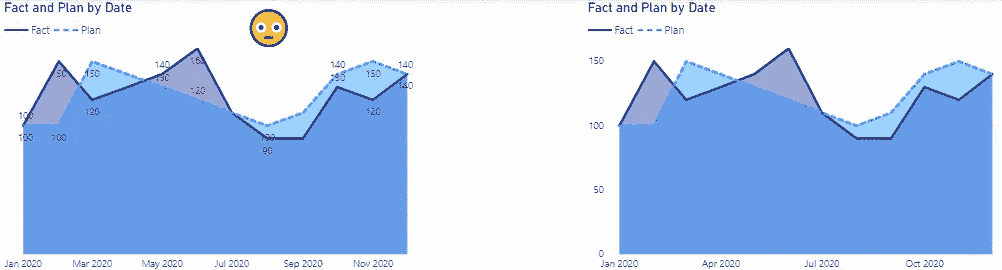 Fact and Plan by Date
Fact Plan
160
140 140 140
150 150 150
130 130 140
120
100 120 120
100 100 100
90
Jan 2020 Mar 2020 May 2020 Jul 2020 Sep 2020 Nov 2020
Fact and Plan by Date
Fact Plan
150
100
50
0
Jan 2020 Apr 2020 Jul 2020 Oct 2020